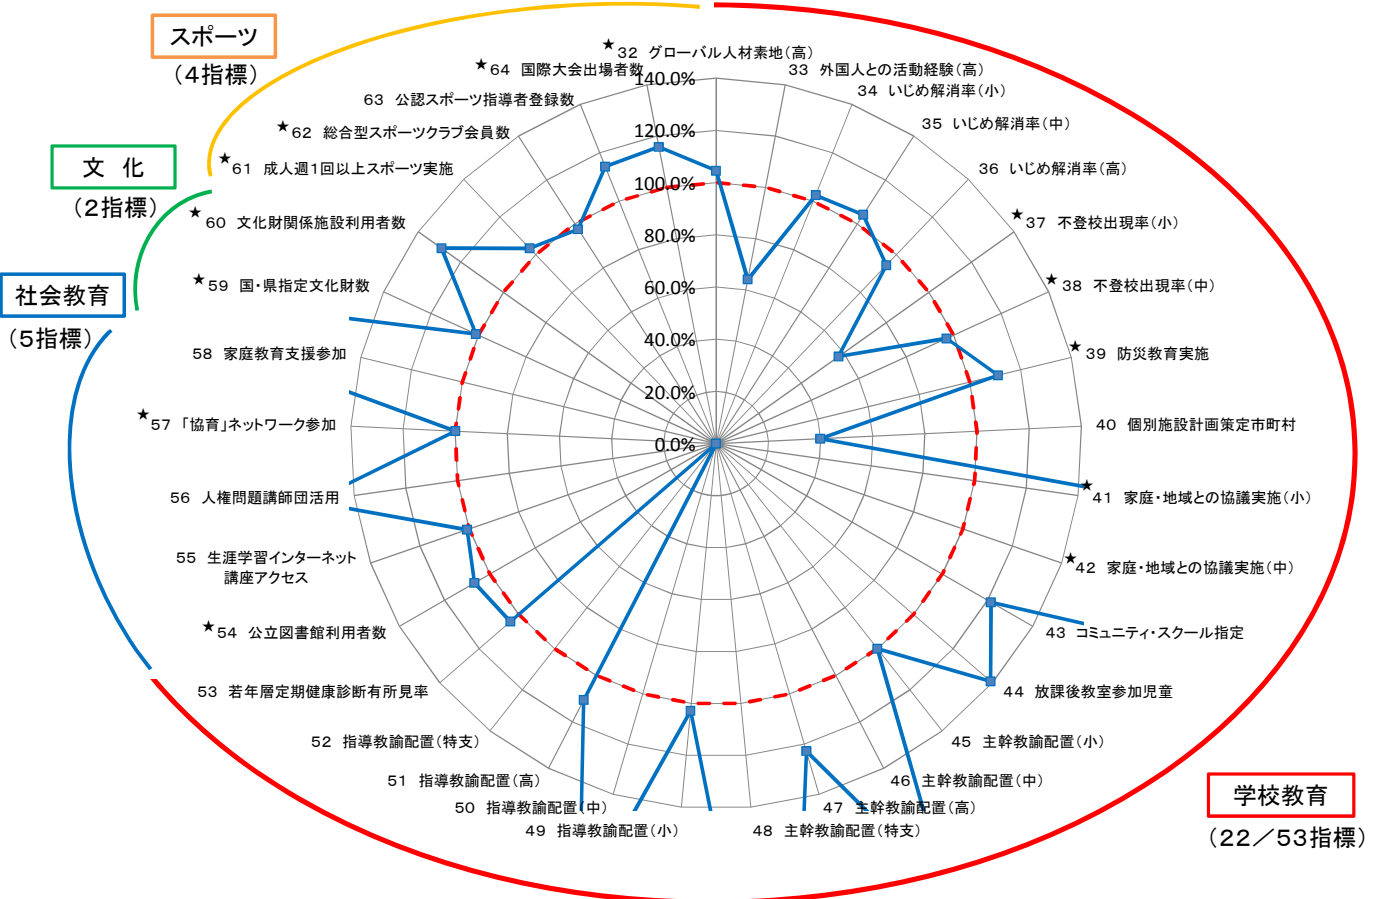 スポーツ
（4指標）
文 化
（2指標）
社会教育
（5指標）
学校教育
（22／53指標）
140.0%
120.0%
100.0%
80.0%
60.0%
40.0%
20.0%
0.0%
★32 グローバル人材素地（高）
33 外国人との活動経験（高）
34 いじめ解消率（小）
35 いじめ解消率（中）
36 いじめ解消率（高）
★37 不登校出現率（小）
★38 不登校出現率（中）
★39 防災教育実施
40 個別施設計画策定市町村
★41 家庭・地域との協議実施（小）
★42 家庭・地域との協議実施（中）
43 コミュニティ・スクール指定
44 放課後教室参加児童
45 主幹教諭配置（小）
46 主幹教諭配置（中）
47 主幹教諭配置（高）
48 主幹教諭配置（特支）
49 指導教諭配置（小）
50 指導教諭配置（中）
51 指導教諭配置（高）
52 指導教諭配置（特支）
53 若年層定期健康診断有所見率
★54 公立図書館利用者数
55 生涯学習インターネット
講座アクセス
56 人権問題講師団活用
★57 「協育」ネットワーク参加
58 家庭教育支援参加
★59 国・県指定文化財数
★60 文化財関係施設利用者数
★61 成人週1回以上スポーツ実施
★62 総合型スポーツクラブ会員数
63 公認スポーツ指導者登録数
★64 国際大会出場者数